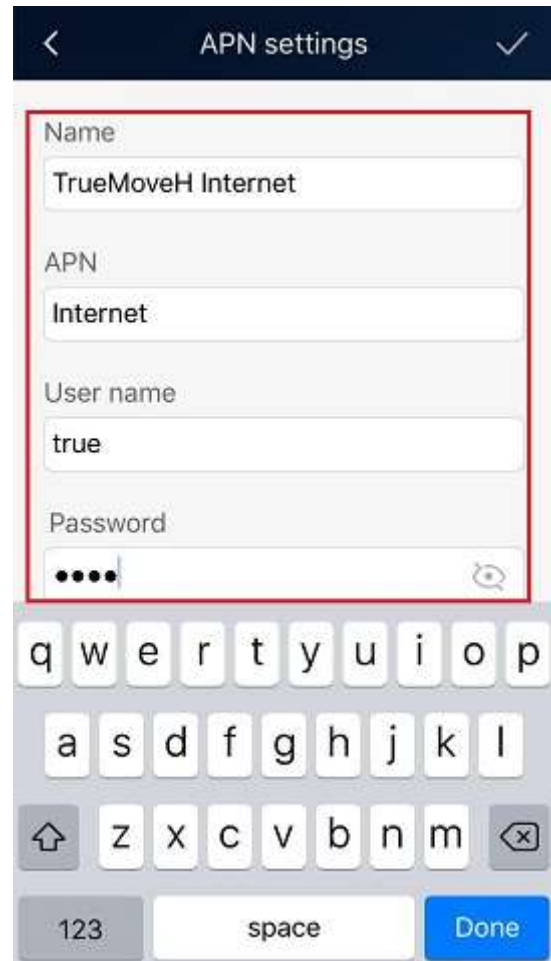 APN settings
Name
TrueMoveH Internet
APN
Internet
User name
true
Password
••••
q w e r t y u i o p
a s d f g h j k l
z x c v b n m
123 space Done